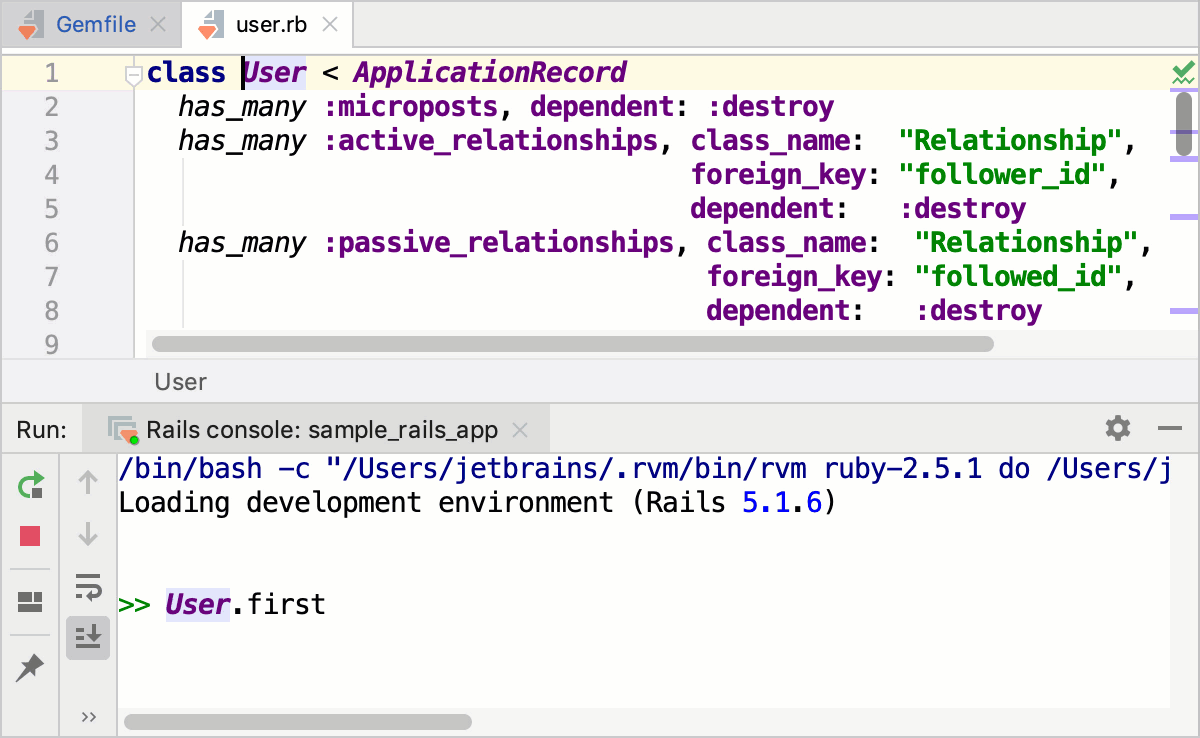 Gemfile user.rb
1 class User < ApplicationRecord
2 has_many :microposts, dependent: :destroy
3 has_many :active_relationships, class_name:  "Relationship",
4 foreign_key: "follower_id",
5 dependent:   :destroy
6 has_many :passive_relationships, class_name:  "Relationship",
7 foreign_key: "followed_id",
8 dependent:   :destroy
9
User
Run: Rails console: sample_rails_app
/bin/bash -c "/Users/jetbrains/.rvm/bin/rvm ruby-2.5.1 do /Users/j
Loading development environment (Rails 5.1.6)
>> User.first